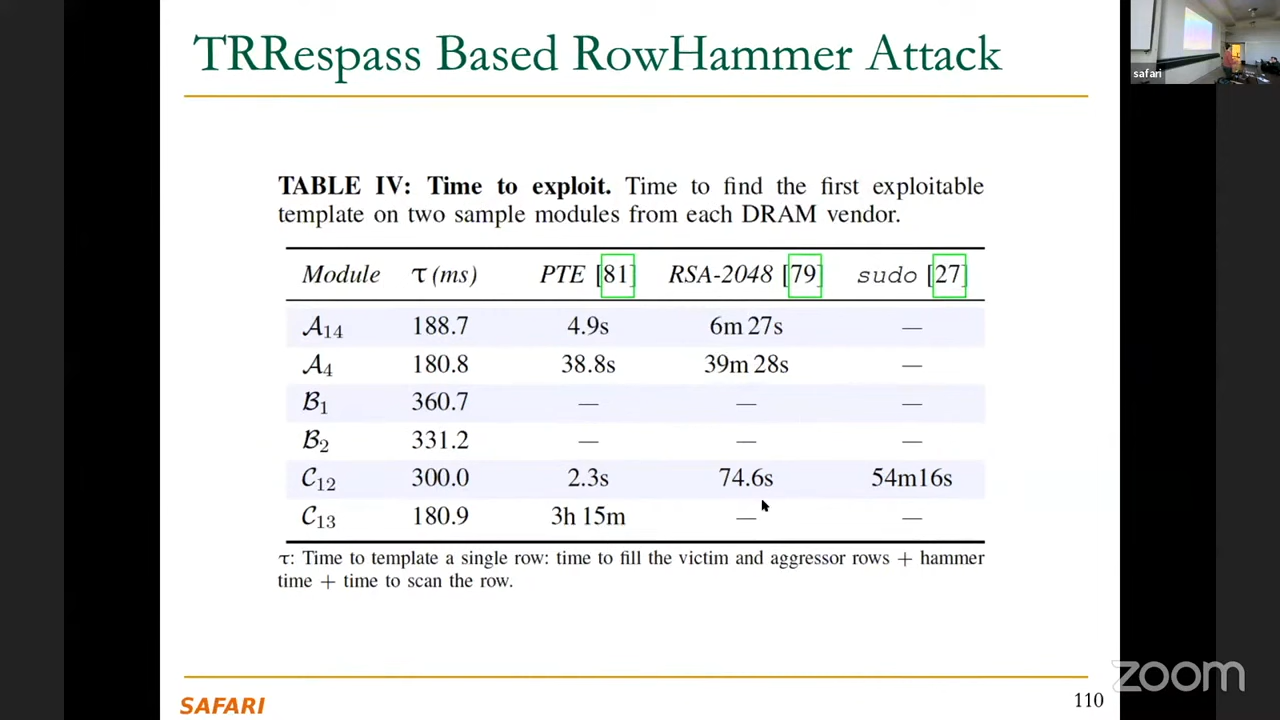 TRRespass Based RowHammer Attack
safari
TABLE IV: Time to exploit. Time to find the first exploitable
template on two sample modules from each DRAM vendor.
Module τ (ms) PTE [81] RSA-2048 [79] sudo [27]
A14 188.7 4.9s 6m 27s —
A4 180.8 38.8s 39m 28s —
B1 360.7 — — —
B2 331.2 — — —
C12 300.0 2.3s 74.6s 54m16s
C13 180.9 3h 15m — —
τ: Time to template a single row: time to fill the victim and aggressor rows + hammer
time + time to scan the row.
SAFARI
110
zoom